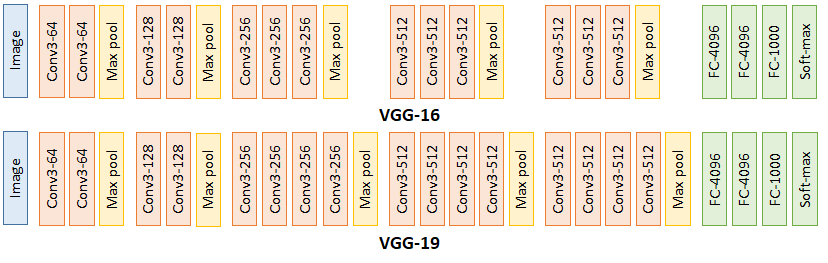 Image
Conv3-64
Conv3-64
Max pool
Conv3-128
Conv3-128
Max pool
Conv3-256
Conv3-256
Conv3-256
Max pool
Conv3-512
Conv3-512
Conv3-512
Max pool
Conv3-512
Conv3-512
Conv3-512
Max pool
FC-4096
FC-4096
FC-1000
Soft-max
VGG-16
Image
Conv3-64
Conv3-64
Max pool
Conv3-128
Conv3-128
Max pool
Conv3-256
Conv3-256
Conv3-256
Conv3-256
Max pool
Conv3-512
Conv3-512
Conv3-512
Conv3-512
Max pool
Conv3-512
Conv3-512
Conv3-512
Conv3-512
Max pool
FC-4096
FC-4096
FC-1000
Soft-max
VGG-19